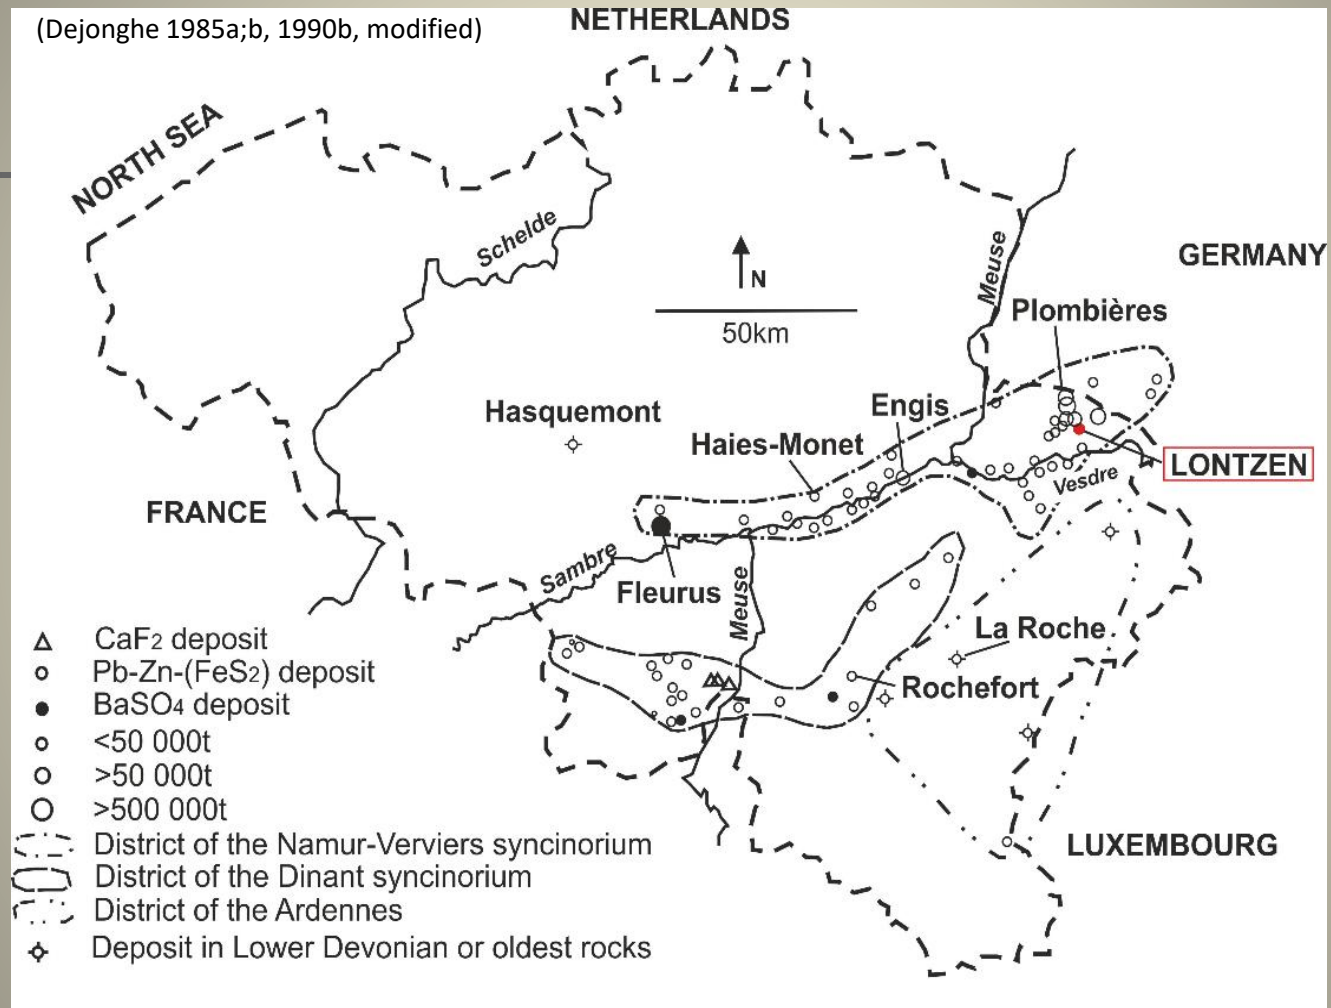 (Dejonghe 1985a;b, 1990b, modified)
NETHERLANDS
NORTH SEA
Schelde
Meuse
GERMANY
N
50km
Plombières
Hasquemont
Engis
Haies-Monet
LONTZEN
Vesdre
FRANCE
Sambre
Fleurus
Meuse
La Roche
Rochefort
CaF2 deposit
Pb-Zn-(FeS2) deposit
BaSO4 deposit
<50 000t
>50 000t
>500 000t
District of the Namur-Verviers syncinorium
LUXEMBOURG
District of the Dinant syncinorium
District of the Ardennes
Deposit in Lower Devonian or oldest rocks